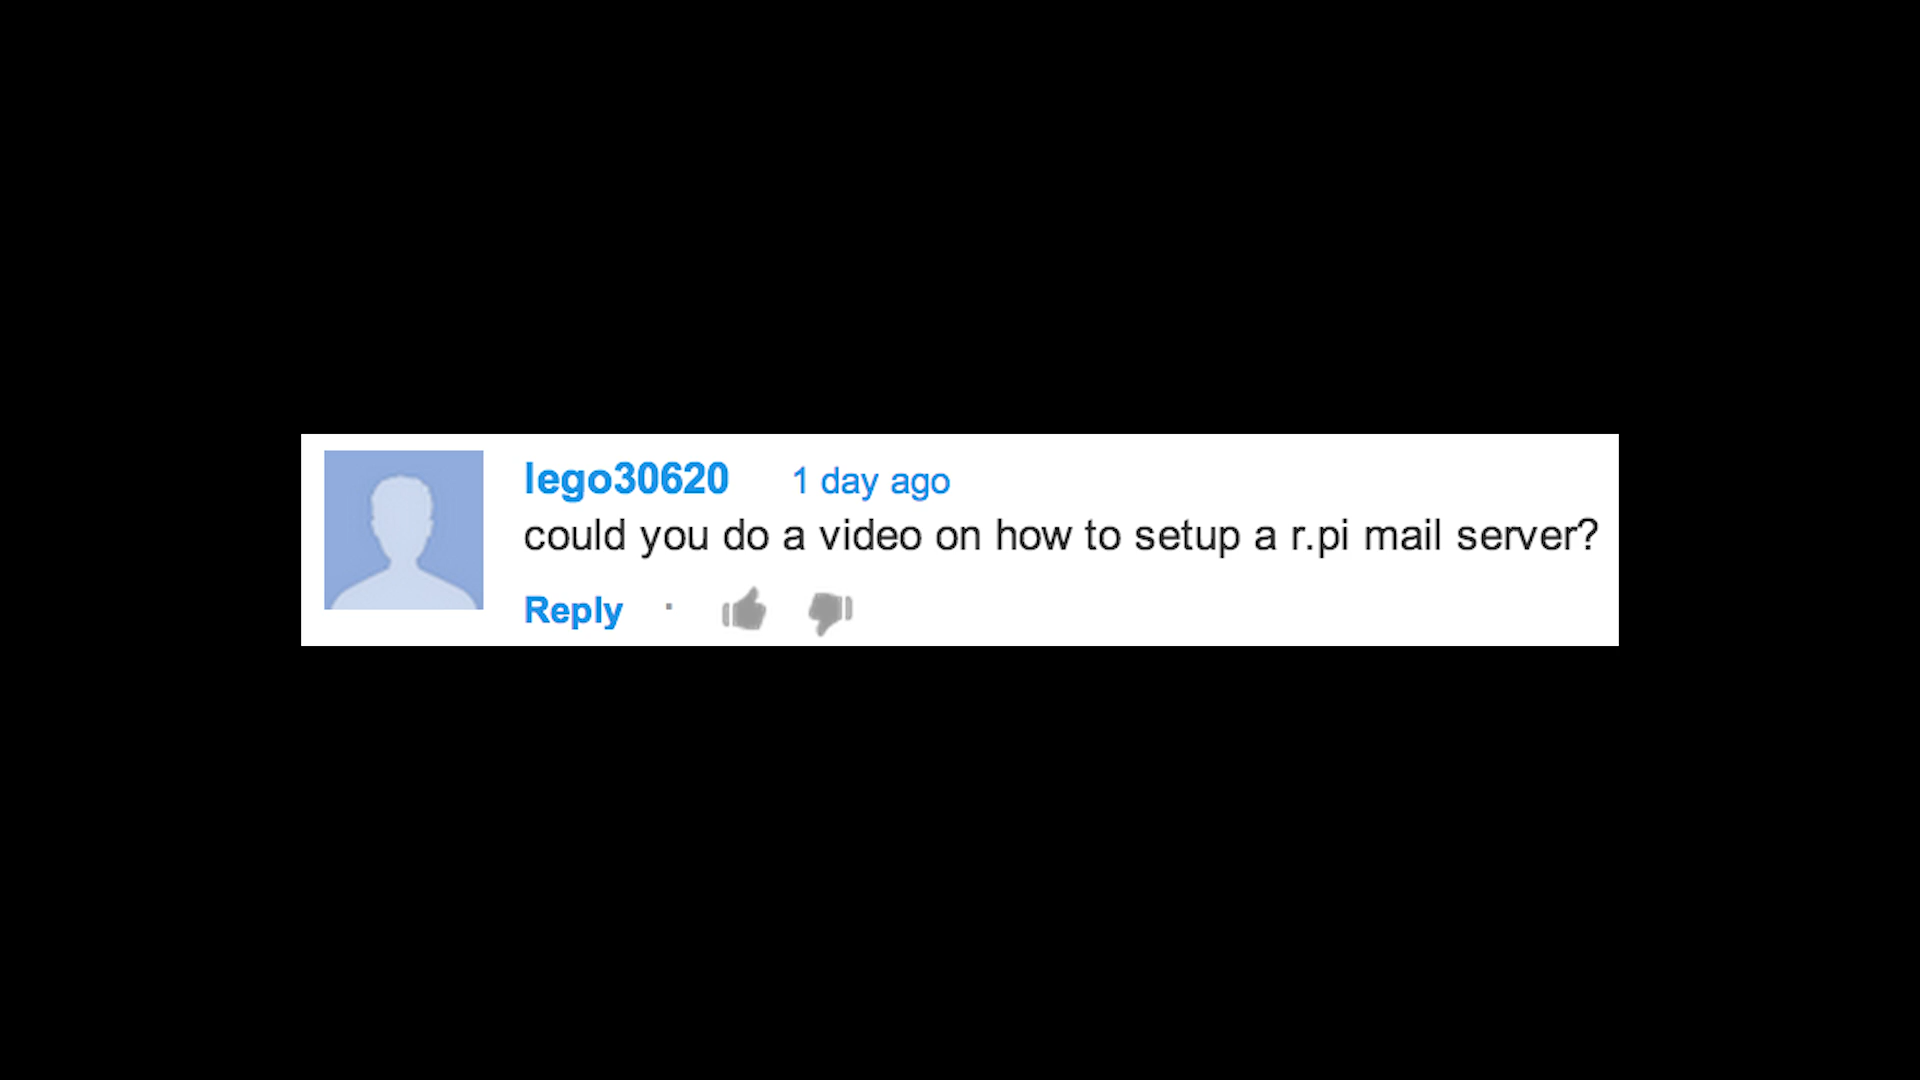 lego30620 1 day ago
could you do a video on how to setup a r.pi mail server?
Reply ·